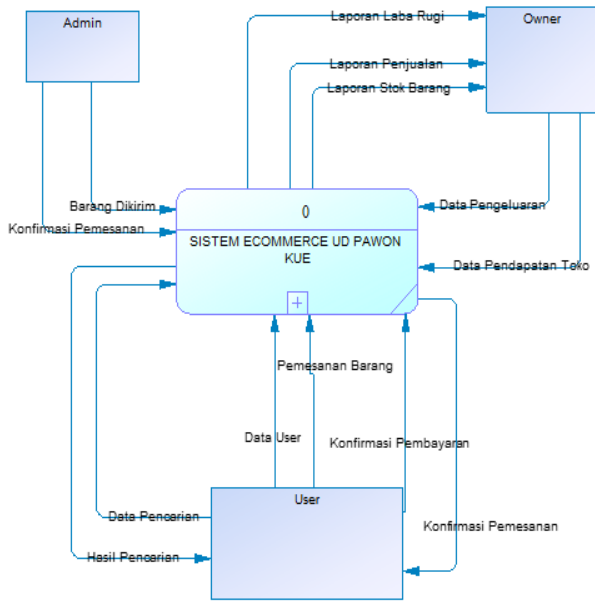 Admin
Laporan Laba Rugi
Owner
Laporan Penjualan
Laporan Stok Barang
Barang Dikirim
Konfirmasi Pemesanan
0
SISTEM ECOMMERCE UD PAWON
KUE
Data Pengeluaran
Data Pendapatan Toko
Pemesanan Barang
Data User
Konfirmasi Pembayaran
User
Data Pencarian
Konfirmasi Pemesanan
Hasil Pencarian